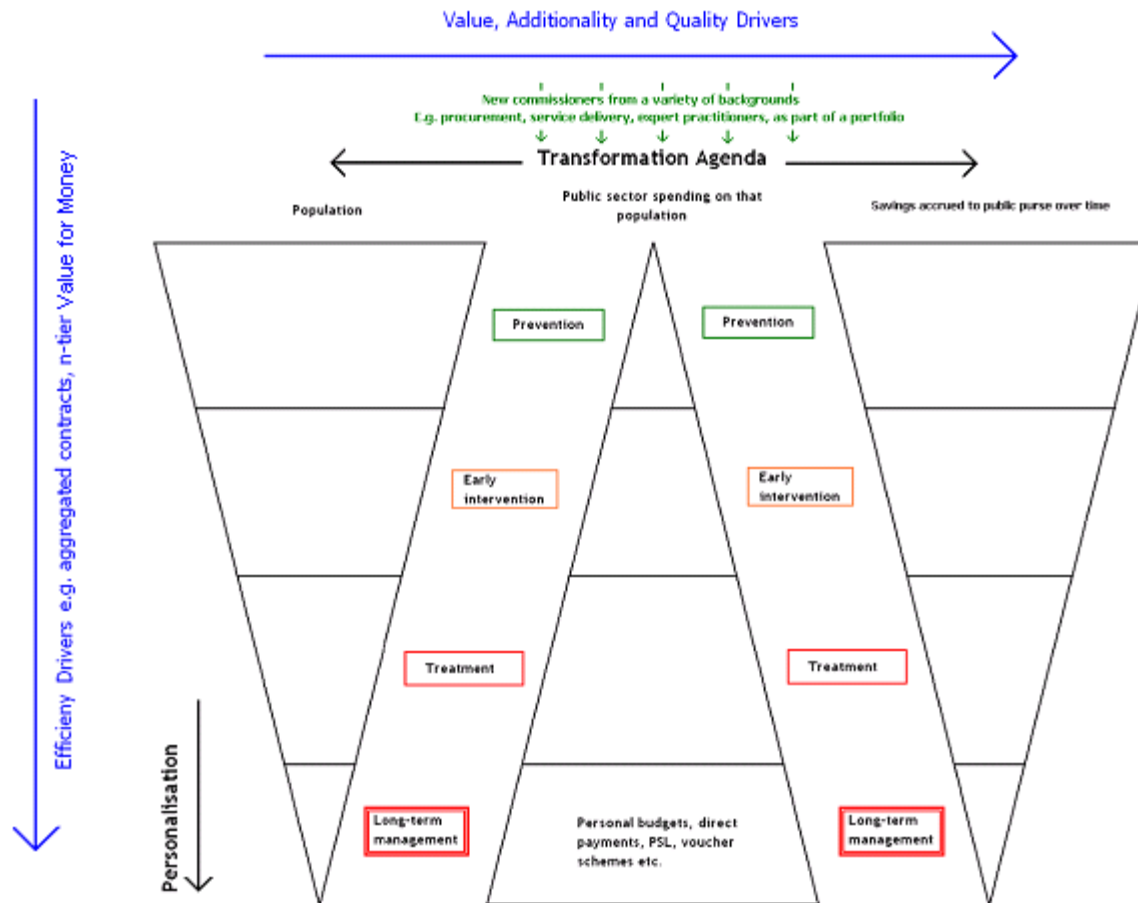 Value, Additionality and Quality Drivers
New commissioners from a variety of backgrounds
E.g. procurement, service delivery, expert practitioners, as part of a portfolio
Transformation Agenda
Population
Public sector spending on that
population
Savings accrued to public purse over time
Efficieny Drivers e.g. aggregated contracts, n-tier Value for Money
Prevention
Prevention
Early
intervention
Early
intervention
Treatment
Treatment
Personalisation
Long-term
management
Personal budgets, direct
payments, PSL, voucher
schemes etc.
Long-term
management